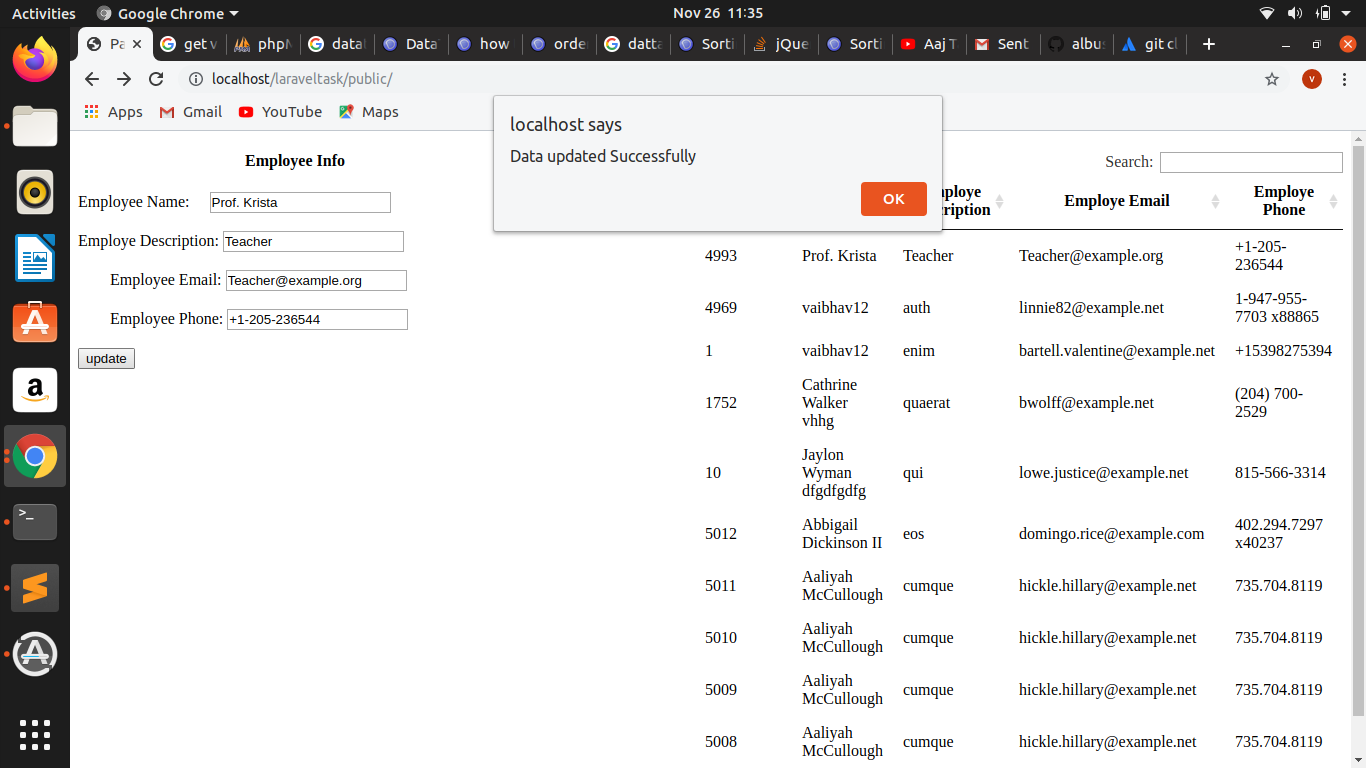 Activities
Google Chrome
Nov 26 11:35
Pa
get v
phpM
data
Data
how
orde
datta
Sorti
jQue
Sorti
Aaj T
Sent
albu
git cl
localhost/laraveltask/public/
V
Apps
Gmail
YouTube
Maps
localhost says
Data updated Successfully
OK
Employee Info
Employee Name: Prof. Krista
Employe Description: Teacher
Employee Email: Teacher@example.org
Employee Phone: +1-205-236544
update
Search:
Employe Email
Employe
Phone
4993 Prof. Krista Teacher Teacher@example.org +1-205-
236544
4969 vaibhav12 auth linnie82@example.net 1-947-955-
7703 x88865
1 vaibhav12 enim bartell.valentine@example.net +15398275394
1752 Cathrine
Walker
vhhg quaerat bwolff@example.net (204) 700-
2529
10 Jaylon
Wyman
dfgdfgdfg qui lowe.justice@example.net 815-566-3314
5012 Abbigail
Dickinson II eos domingo.rice@example.com 402.294.7297
x40237
5011 Aaliyah
McCullough cumque hickle.hillary@example.net 735.704.8119
5010 Aaliyah
McCullough cumque hickle.hillary@example.net 735.704.8119
5009 Aaliyah
McCullough cumque hickle.hillary@example.net 735.704.8119
5008 Aaliyah
McCullough cumque hickle.hillary@example.net 735.704.8119